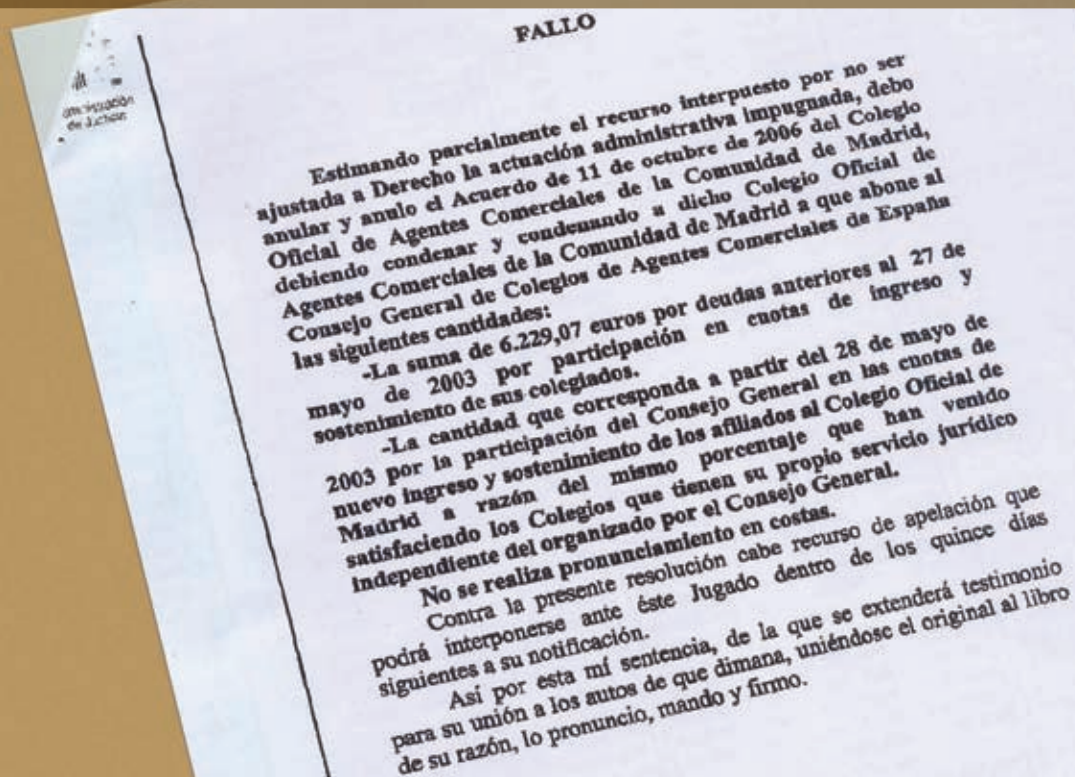 FALLO
Administración
de Justicia
Estimando parcialmente el recurso interpuesto por no ser
ajustada a Derecho la actuación administrativa impugnada, debo
anular y anulo el Acuerdo de 11 de octubre de 2006 del Colegio
Oficial de Agentes Comerciales de la Comunidad de Madrid,
debiendo condenar y condenando a dicho Colegio Oficial de
Agentes Comerciales de la Comunidad de Madrid a que abone al
Consejo General de Colegios de Agentes Comerciales de España
las siguientes cantidades:
-La suma de 6.229,07 euros por deudas anteriores al 27 de
mayo de 2003 por participación en cuotas de ingreso y
sostenimiento de sus colegiados.
-La cantidad que corresponda a partir del 28 de mayo de
2003 por la participación del Consejo General en las cuotas de
nuevo ingreso y sostenimiento de los afiliados al Colegio Oficial de
Madrid a razón del mismo porcentaje que han venido
satisfaciendo los Colegios que tienen su propio servicio jurídico
independiente del organizado por el Consejo General.
No se realiza pronunciamiento en costas.
Contra la presente resolución cabe recurso de apelación que
podrá interponerse ante éste Jugado dentro de los quince días
siguientes a su notificación.
Así por esta mí sentencia, de la que se extenderá testimonio
para su unión a los autos de que dimana, uniéndose el original al libro
de su razón, lo pronuncio, mando y firmo.